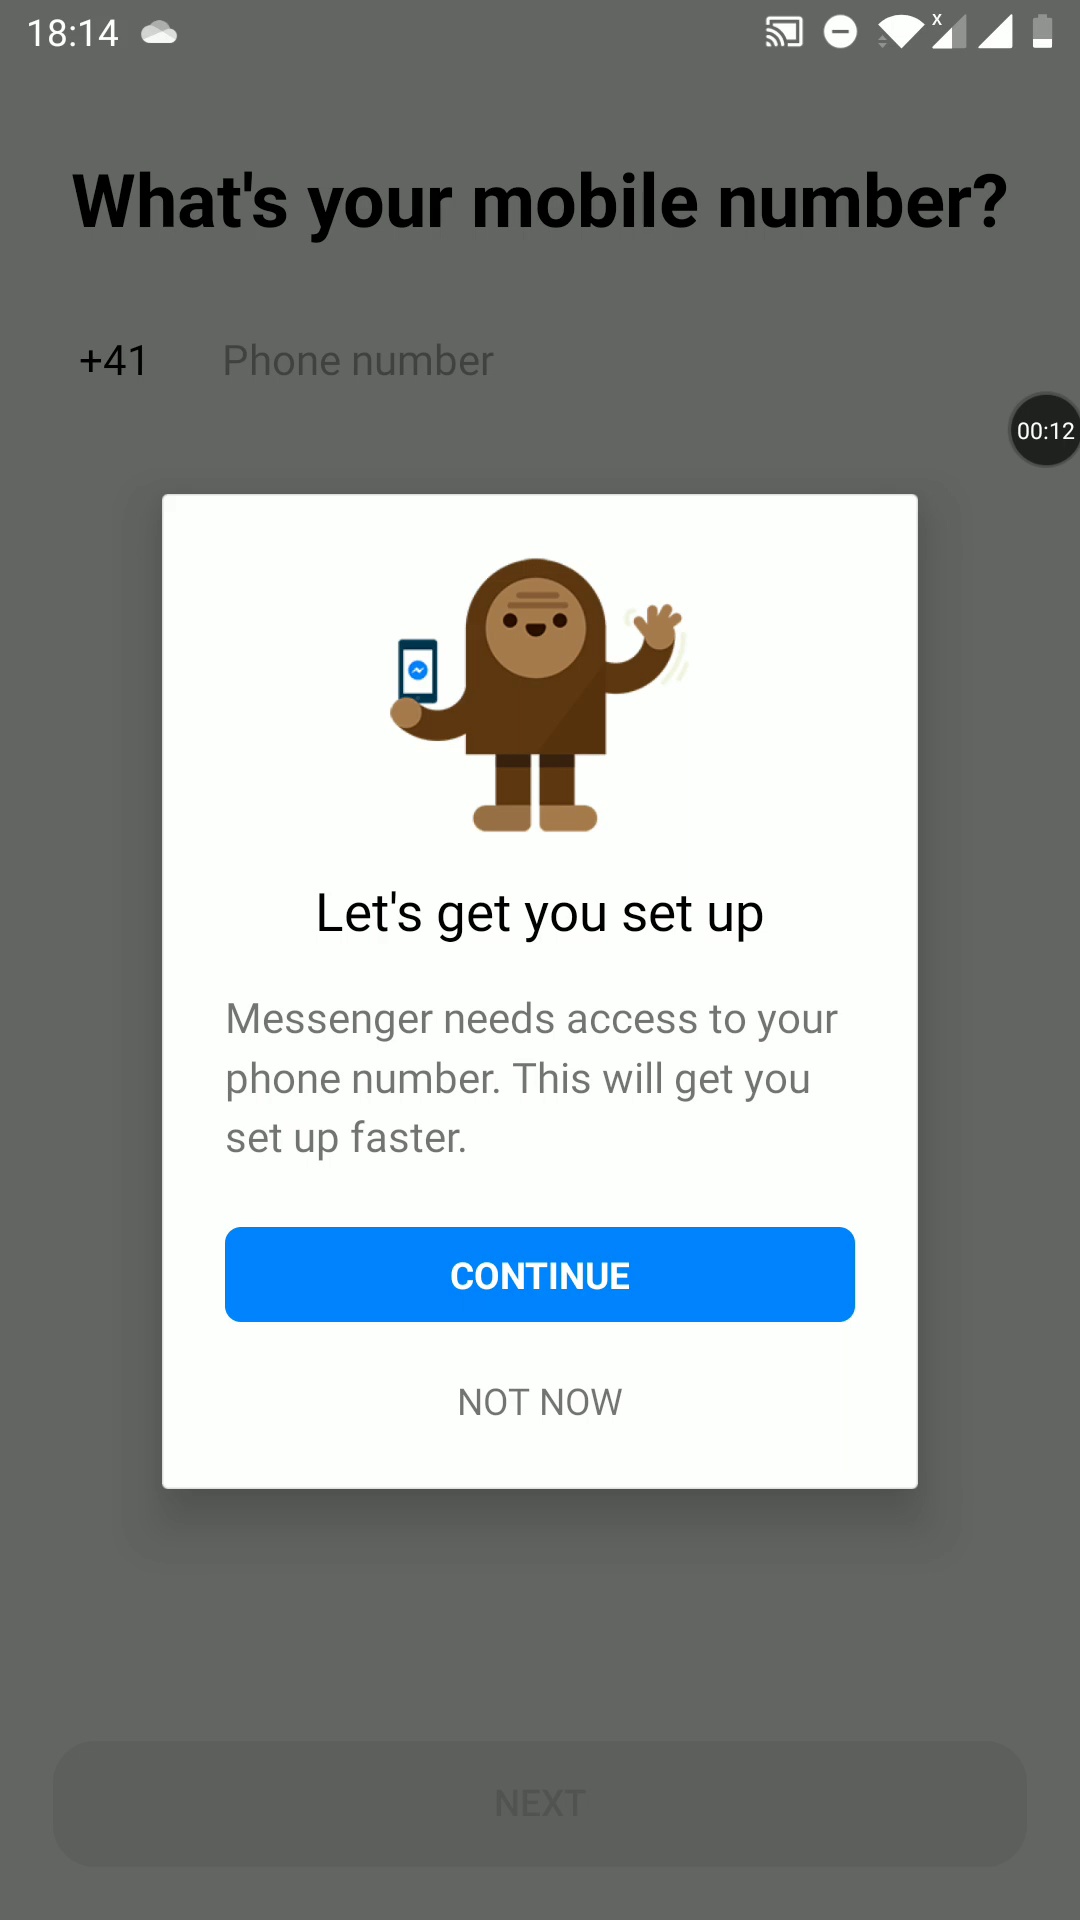 18:14
x
What's your mobile number?
+41 Phone number
00:12
Let's get you set up
Messenger needs access to your
phone number. This will get you
set up faster.
CONTINUE
NOT NOW
NEXT